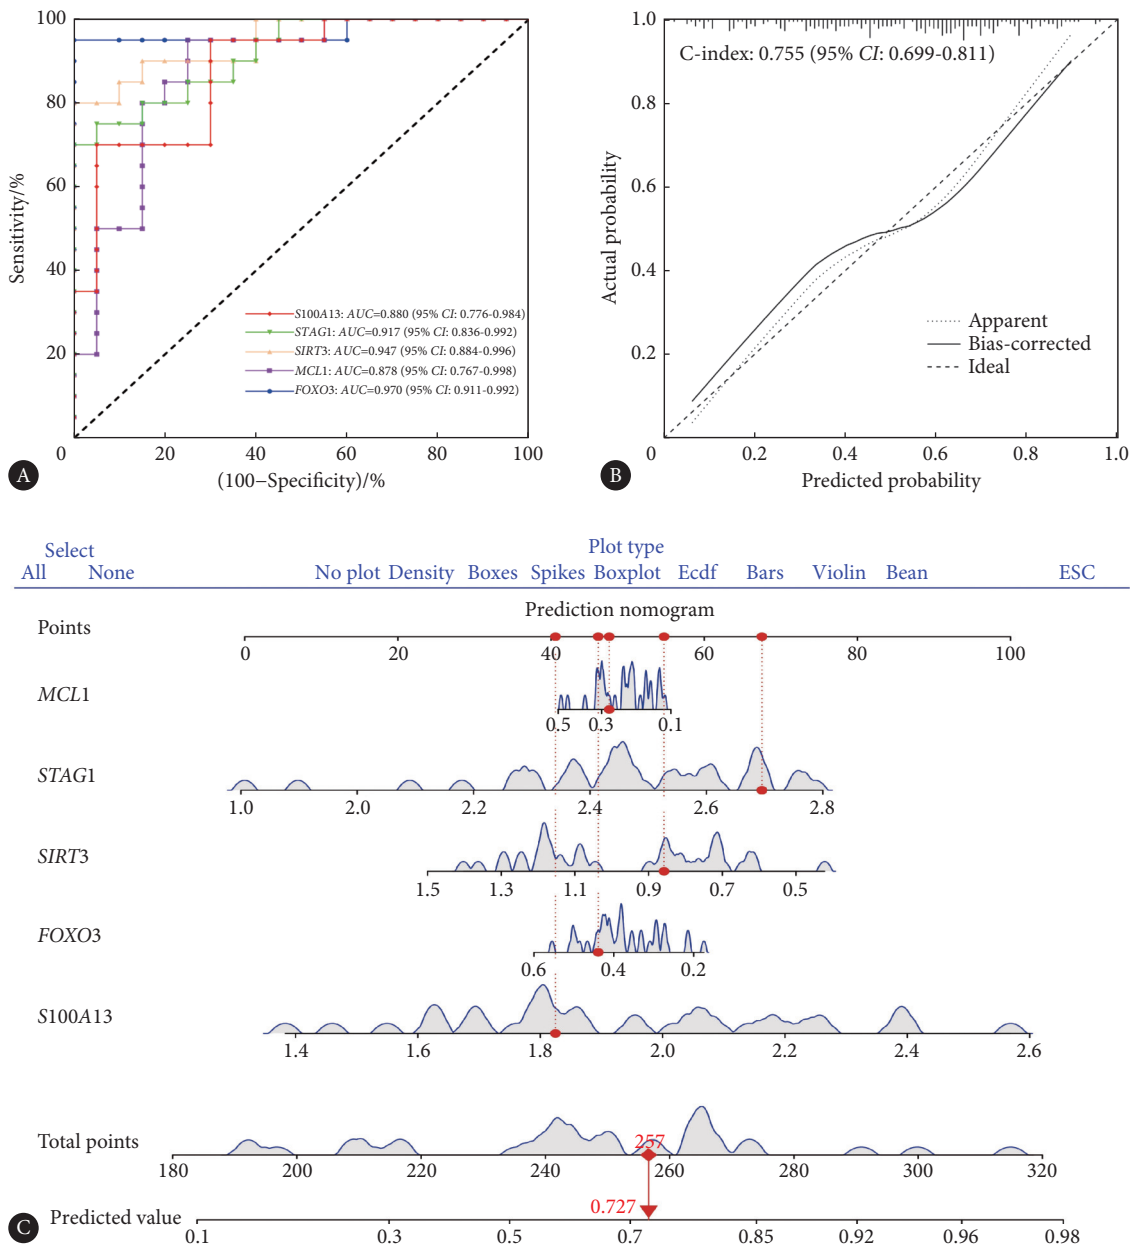 100
80
60
40
20
0
20
40
60
80
100
Sensitivity/%
(100−Specificity)/%
S100A13: AUC=0.880 (95% CI: 0.776-0.984)
STAG1: AUC=0.917 (95% CI: 0.836-0.992)
SIRT3: AUC=0.947 (95% CI: 0.884-0.996)
MCL1: AUC=0.878 (95% CI: 0.767-0.998)
FOXO3: AUC=0.970 (95% CI: 0.911-0.992)
A
1.0
0.8
0.6
0.4
0.2
0
0.2
0.4
0.6
0.8
1.0
Actual probability
Predicted probability
C-index: 0.755 (95% CI: 0.699-0.811)
Apparent
Bias-corrected
Ideal
B
Select
Plot type
All None No plot Density Boxes Spikes Boxplot Ecdf Bars Violin Bean ESC
Prediction nomogram
Points
0 20 40 60 80 100
MCL1
0.5 0.3 0.1
STAG1
1.0 2.0 2.2 2.4 2.6 2.8
SIRT3
1.5 1.3 1.1 0.9 0.7 0.5
FOXO3
0.6 0.4 0.2
S100A13
1.4 1.6 1.8 2.0 2.2 2.4 2.6
Total points
257
180 200 220 240 260 280 300 320
0.727
Predicted value
0.1 0.3 0.5 0.7 0.85 0.92 0.96 0.98
C